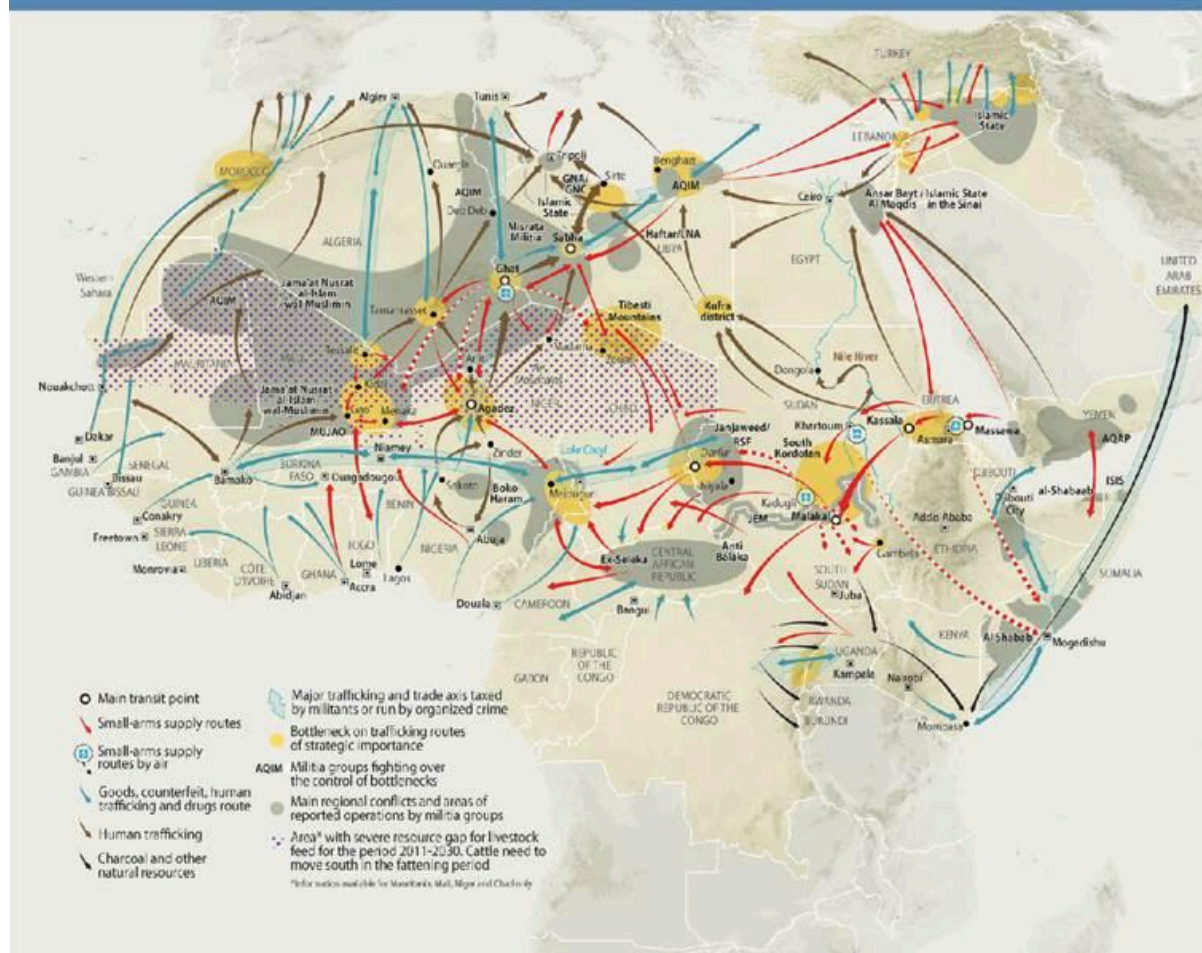 TURKEY
Algier
Tunis
Islamic
State
LEBANON
Tripoli
Benghazi
MOROCCO
Ouargla
GNA/
GNC
Sirte
AQIM
AQIM
Cairo
Ansar Bayt / Islamic State
Al Maqdis in the Sinai
Islamic
State
Deb Deb
Misrata
Militia
Sabha
Haftar/LNA
LIBYA
ALGERIA
EGYPT
UNITED
ARAB
EMIRATES
Western
Sahara
Ghat
AQIM
Jama'at Nusrat
al-Islam
wal-Muslimin
Tamanrasset
Tibesti
Mountains
Kufra
district
Madama
MAURITANIA
Nile River
Dongola
Nouakchott
Jama'at Nusrat
al-Islam
wal-Muslimin
Menaka
MUJAO
Agadez
NIGER
SUDAN
ERITREA
YEMEN
Khartoum
Kassala
Asmara
Massawa
AQAP
Dakar
Niamey
Zinder
Lake Chad
Janjaweed/
RSF
Darfur
South
Kordofan
Banjul
GAMBIA
SENEGAL
Bissau
GUINEA BISSAU
Bamako
BURKINA
FASO
Ouagadougou
Sokoto
Boko
Haram
DJIBOUTI
Djibouti
City
al-Shabaab
ISIS
GUINEA
BENIN
Kadugli
Malakal
JEM
Conakry
Freetown
SIERRA
LEONE
Abuja
NIGERIA
Addis Ababa
Anti
Balaka
Ex-Seleka
CENTRAL
AFRICAN
REPUBLIC
Gambela
ETHIOPIA
Monrovia
LIBERIA
CÔTE
D'IVOIRE
GHANA
TOGO
Lome
Accra
Lagos
Abidjan
SOUTH
SUDAN
Juba
SOMALIA
Douala
CAMEROON
Bangui
KENYA
Al-Shabab
Mogadishu
REPUBLIC
OF THE
CONGO
GABON
UGANDA
Kampala
Nairobi
DEMOCRATIC
REPUBLIC OF THE
CONGO
RWANDA
BURUNDI
Mombasa
Main transit point
Small-arms supply routes
Small-arms supply
routes by air
Goods, counterfeit, human
trafficking and drugs route
Human trafficking
Charcoal and other
natural resources
Major trafficking and trade axis taxed
by militants or run by organized crime
Bottleneck on trafficking routes
of strategic importance
AQIM Militia groups fighting over
the control of bottlenecks
Main regional conflicts and areas of
reported operations by militia groups
Area* with severe resource gap for livestock
feed for the period 2011-2030. Cattle need to
move south in the fattening period
*Information available for Mauritania, Mali, Niger and Chad only